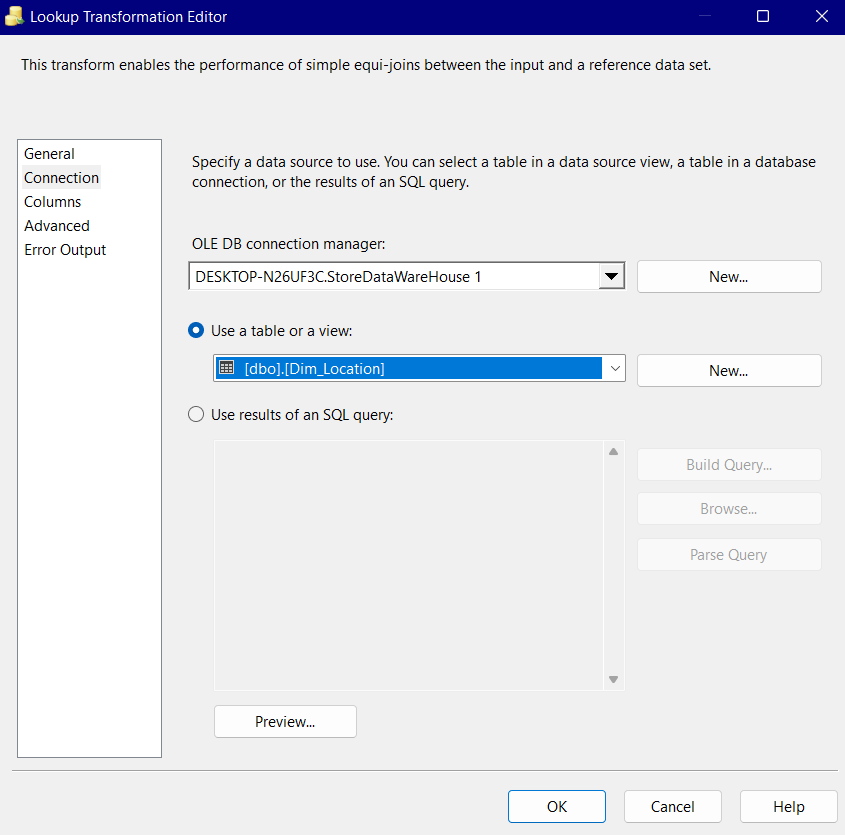 Lookup Transformation Editor
This transform enables the performance of simple equi-joins between the input and a reference data set.
General
Connection
Columns
Advanced
Error Output
Specify a data source to use. You can select a table in a data source view, a table in a database
connection, or the results of an SQL query.
OLE DB connection manager:
DESKTOP-N26UF3C.StoreDataWareHouse 1
New...
Use a table or a view:
[dbo].[Dim_Location]
New...
Use results of an SQL query:
Build Query...
Browse...
Parse Query
Preview...
OK
Cancel
Help